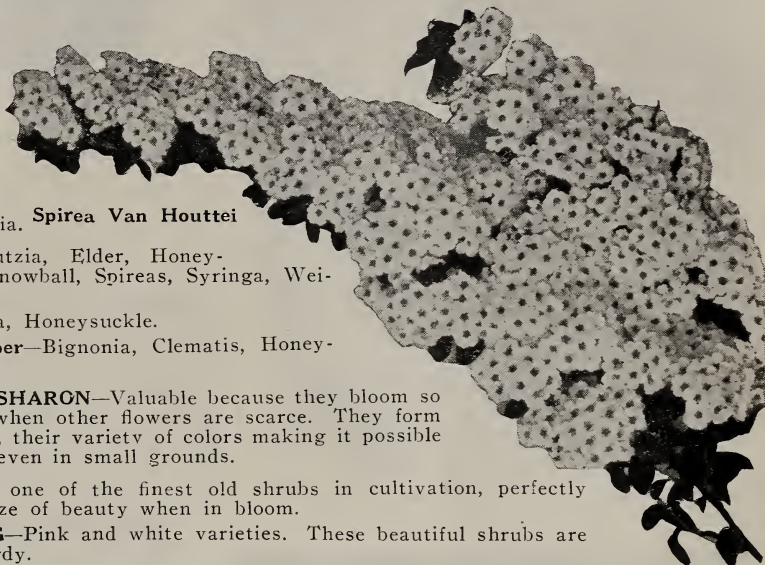 ia. Spirea Van Houttei
utzia, Elder, Honey-
nowball, Spireas, Syringa, Wei-
a, Honeysuckle.
ber—Bignonia, Clematis, Honey-
SHARON—Valuable because they bloom so
when other flowers are scarce. They form
, their variety of colors making it possible
even in small grounds.
one of the finest old shrubs in cultivation, perfectly
ze of beauty when in bloom.
G—Pink and white varieties. These beautiful shrubs are
rdy.